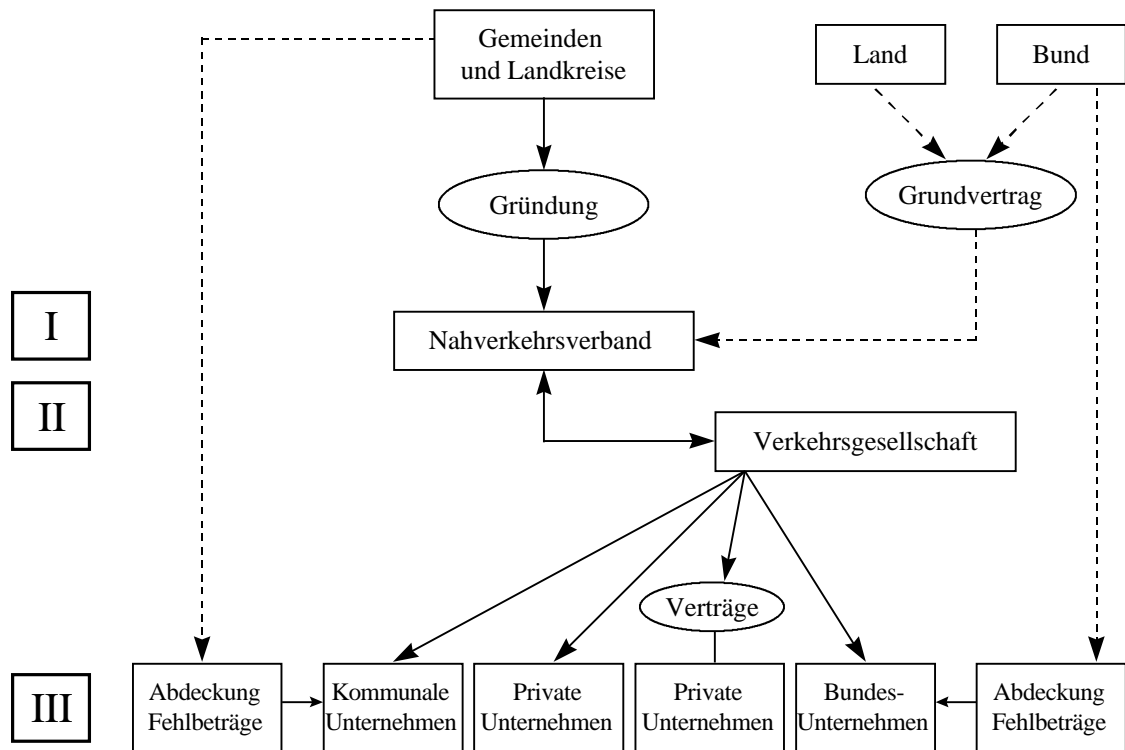 Gemeinden
und Landkreise
Land
Bund
Gründung
Grundvertrag
I
Nahverkehrsverband
II
Verkehrsgesellschaft
Verträge
III
Abdeckung
Fehlbeträge
Kommunale
Unternehmen
Private
Unternehmen
Private
Unternehmen
Bundes-
Unternehmen
Abdeckung
Fehlbeträge